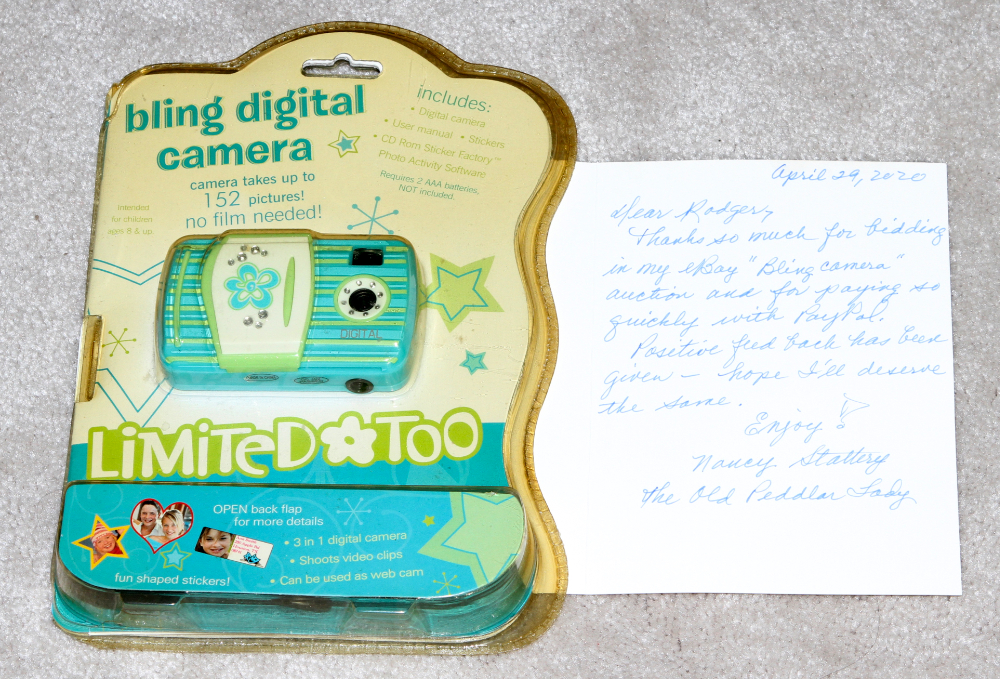 bling digital
camera
camera takes up to
152 pictures!
no film needed!
intended
for children
ages 8 & up
includes:
• Digital camera
• User manual • Stickers
• CD Rom Sticker Factory™
Photo Activity Software
Requires 2 AAA batteries,
NOT included.
DIGITAL
LiMiTeD TOO
OPEN back flap
for more details
• 3 in 1 digital camera
• Shoots video clips
• Can be used as web cam
fun shaped stickers!
April 29, 2020
Dear Rodger,
Thanks so much for bidding
in my eBay "Bling camera"
auction and for paying so
quickly with PayPal.
Positive feed back has been
given – hope I'll deserve
the same.
Enjoy!
Nancy
The Old Peddlar Lady